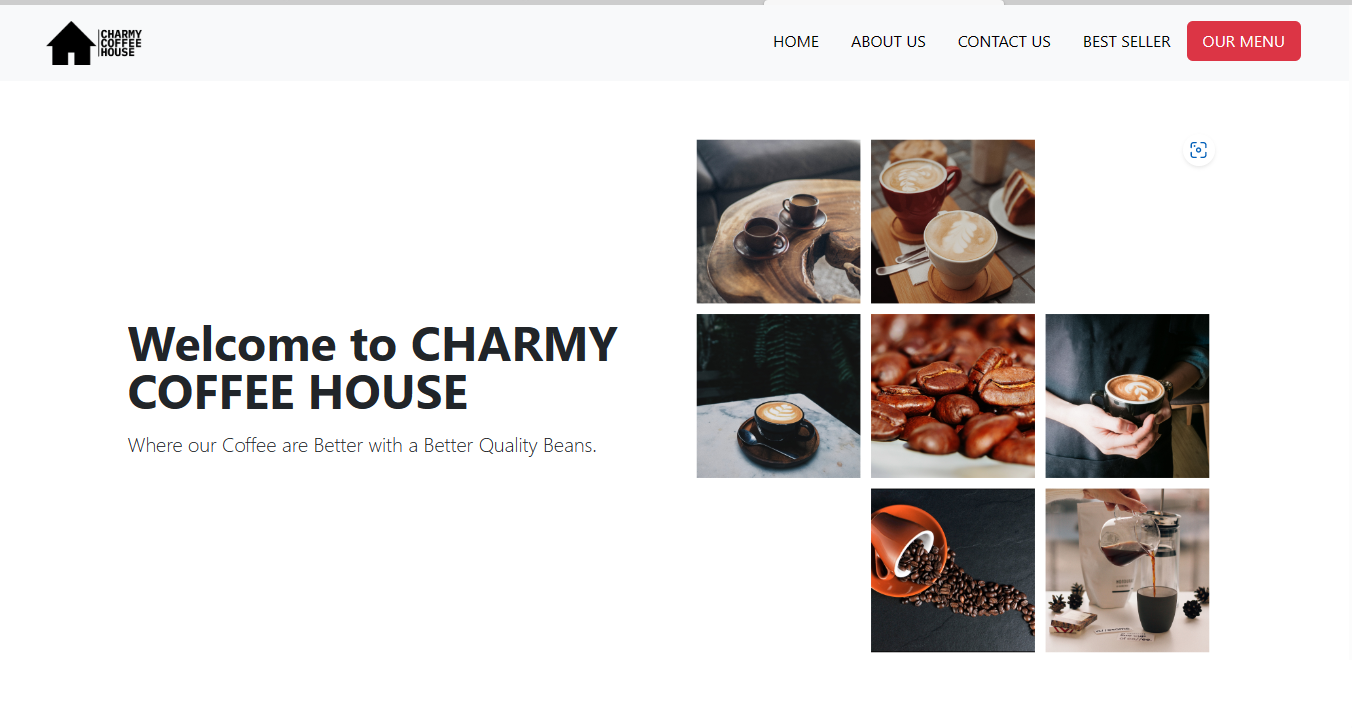 CHARMY
COFFEE
HOUSE
HOME ABOUT US CONTACT US BEST SELLER OUR MENU
Welcome to CHARMY
COFFEE HOUSE
Where our Coffee are Better with a Better Quality Beans.